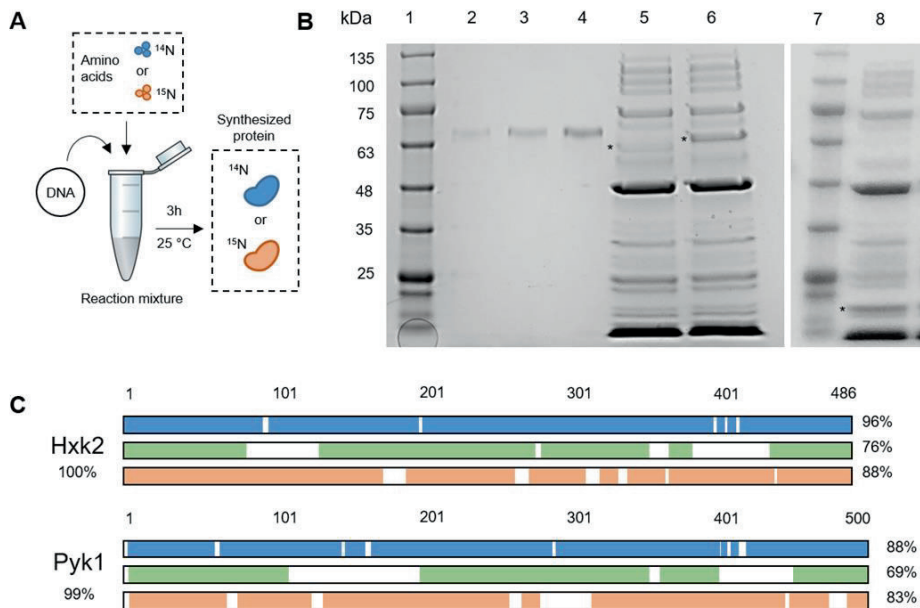 A
Amino
acids
14N
or
15N
DNA
3h
25 °C
Reaction mixture
Synthesized
protein
14N
or
15N
B
kDa 1 2 3 4 5 6 7 8
135
100
75
63
48
35
25
*
*
*
C
1 101 201 301 401 486
Hxk2
100%
96%
76%
88%
1 101 201 301 401 500
Pyk1
99%
88%
69%
83%